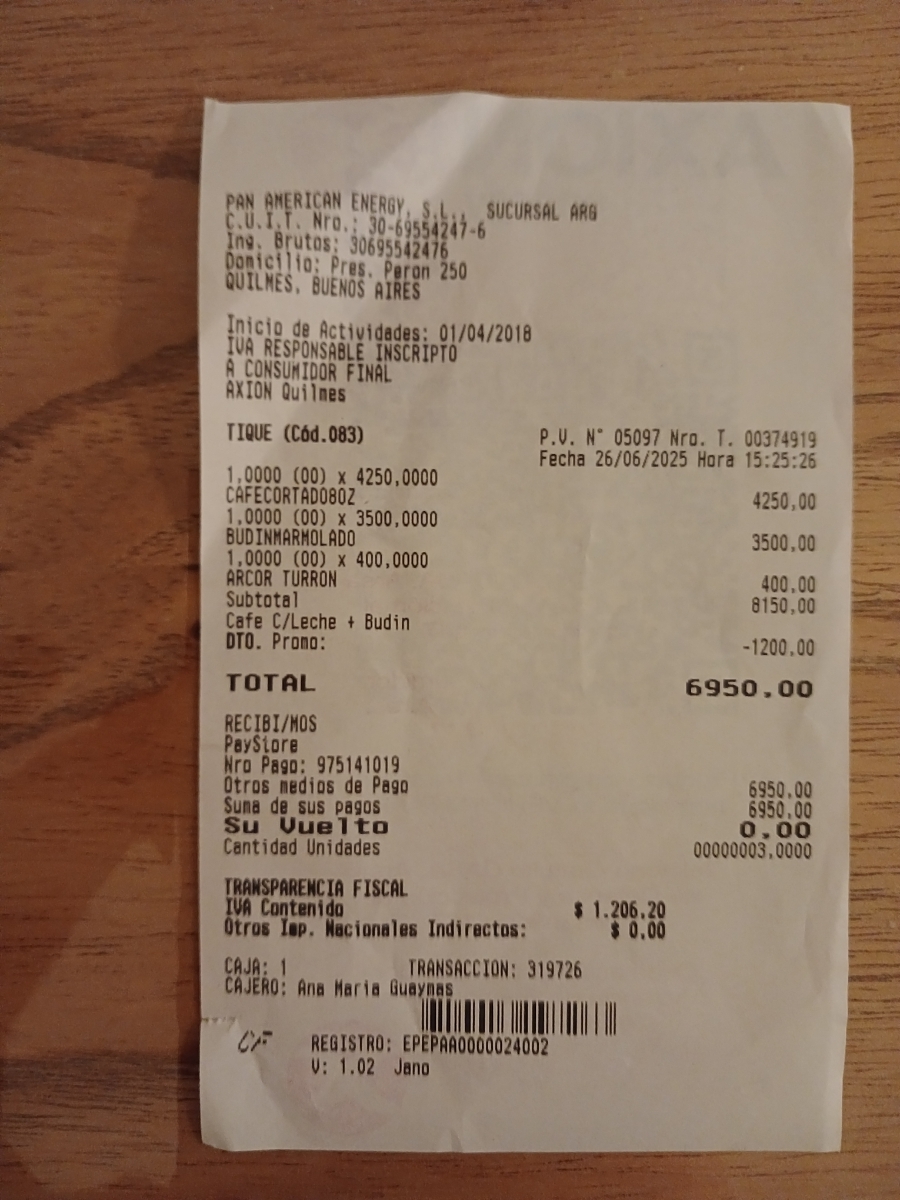 PAN AMERICAN ENERGY, S.L., SUCURSAL ARG
C.U.I.T. Nro.: 30-69554247-6
Ing. Brutos: 30695542476
Domicilio: Pres. Peron 250
QUILMES, BUENOS AIRES
Inicio de Actividades: 01/04/2018
IVA RESPONSABLE INSCRIPTO
A CONSUMIDOR FINAL
AXION Quilmes
TIQUE (Cód.083) P.V. N° 05097 Nro. T. 00374919
Fecha 26/06/2025 Hora 15:25:26
1,0000 (00) x 4250,0000
CAFECORTADO8OZ 4250,00
1,0000 (00) x 3500,0000
BUDINMARMOLADO 3500,00
1,0000 (00) x 400,0000
ARCOR TURRON 400,00
Subtotal 8150,00
Cafe C/Leche + Budin
DTO. Promo: -1200,00
TOTAL 6950.00
RECIBI/MOS
PayStore
Nro Pago: 975141019
Otros medios de Pago 6950,00
Suma de sus pagos 6950,00
Su Vuelto 0.00
Cantidad Unidades 00000003,0000
TRANSPARENCIA FISCAL
IVA Contenido $ 1.206,20
Otros Imp. Nacionales Indirectos: $ 0,00
CAJA: 1 TRANSACCION: 319726
CAJERO: Ana Maria Guaymas
CF REGISTRO: EPEPAA0000024002
V: 1.02 Jano